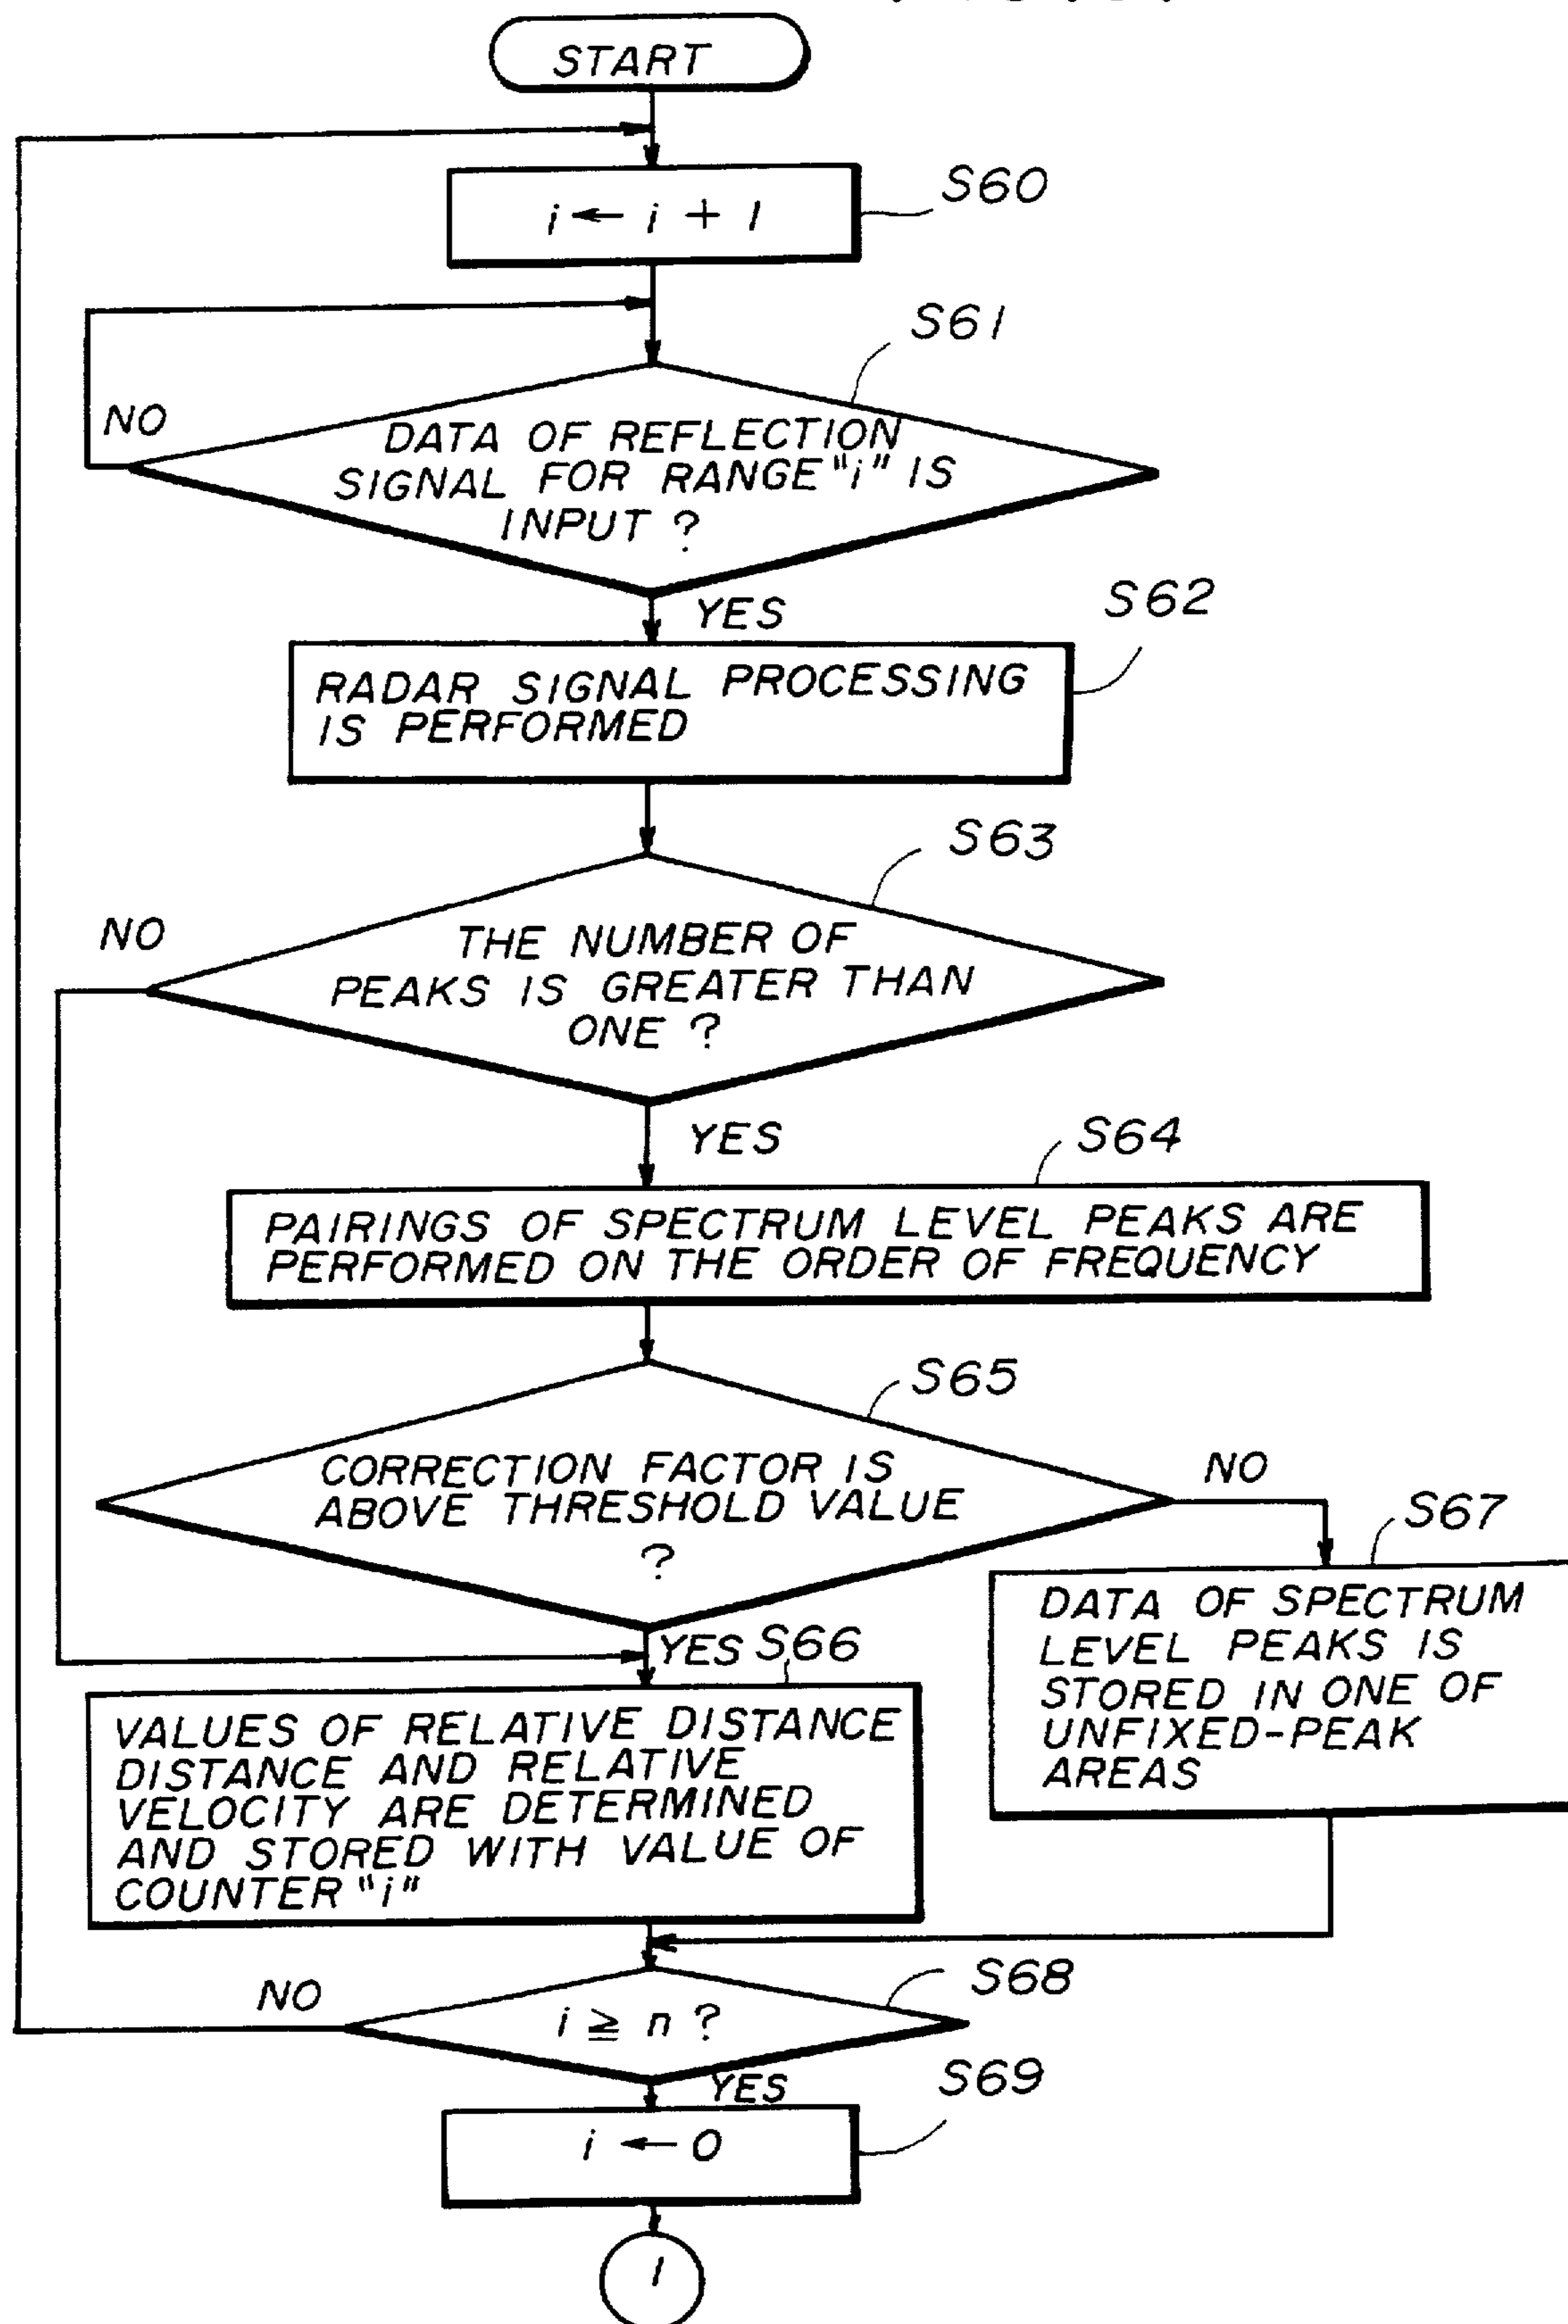 START
S60
i ← i + 1
S61
NO
DATA OF REFLECTION
SIGNAL FOR RANGE "i" IS
INPUT ?
YES
S62
RADAR SIGNAL PROCESSING
IS PERFORMED
S63
NO
THE NUMBER OF
PEAKS IS GREATER THAN
ONE ?
YES
S64
PAIRINGS OF SPECTRUM LEVEL PEAKS ARE
PERFORMED ON THE ORDER OF FREQUENCY
S65
CORRECTION FACTOR IS
ABOVE THRESHOLD VALUE
?
NO
S67
DATA OF SPECTRUM
LEVEL PEAKS IS
STORED IN ONE OF
UNFIXED-PEAK
AREAS
YES
S66
VALUES OF RELATIVE DISTANCE
DISTANCE AND RELATIVE
VELOCITY ARE DETERMINED
AND STORED WITH VALUE OF
COUNTER "i"
S68
NO
i ≧ n ?
YES
S69
i ← 0
1